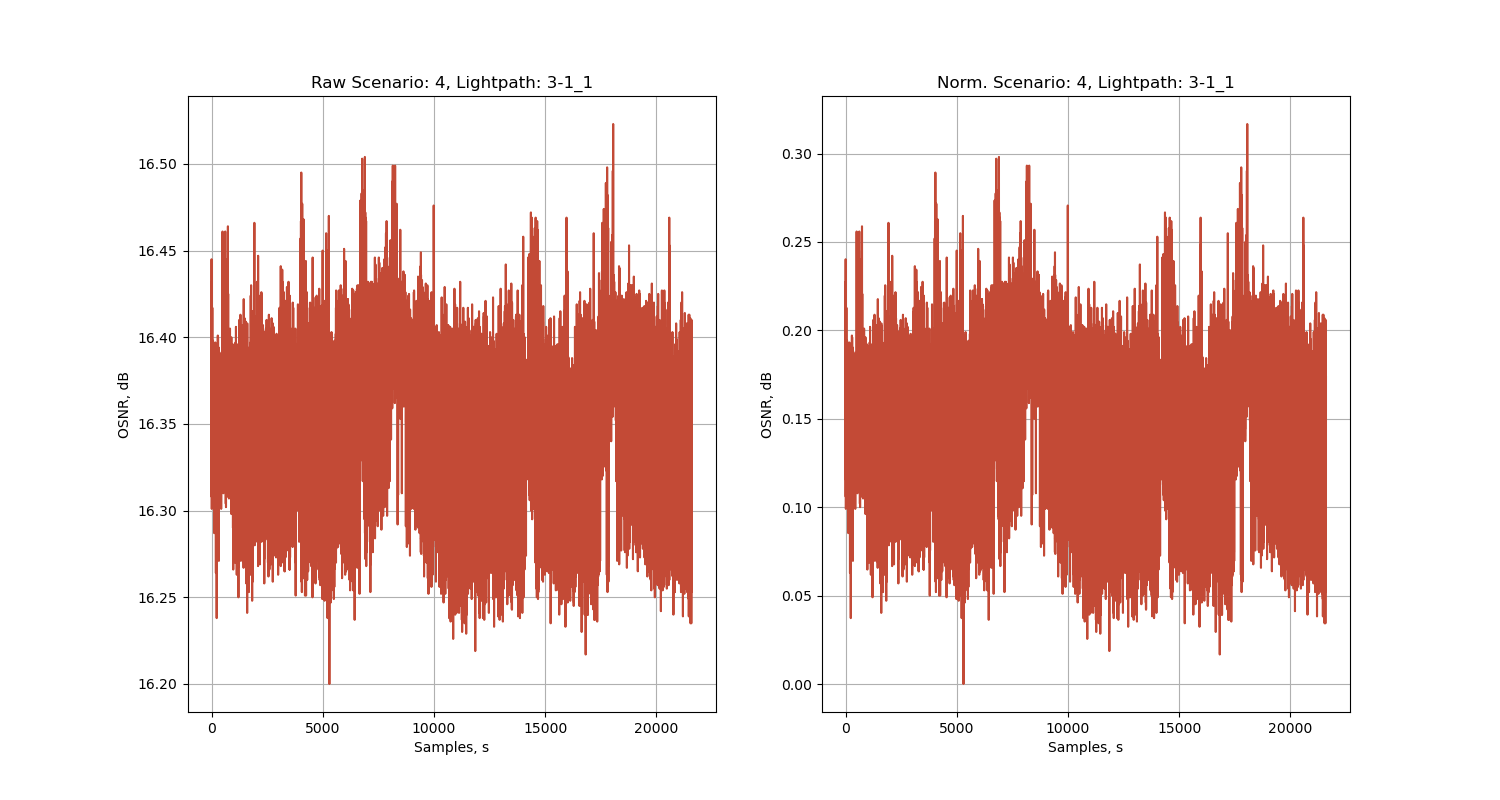 Raw Scenario: 4, Lightpath: 3-1_1
16.50
16.45
16.40
16.35
16.30
16.25
16.20
OSNR, dB
0 5000 10000 15000 20000
Samples, s
Norm. Scenario: 4, Lightpath: 3-1_1
0.30
0.25
0.20
0.15
0.10
0.05
0.00
OSNR, dB
0 5000 10000 15000 20000
Samples, s